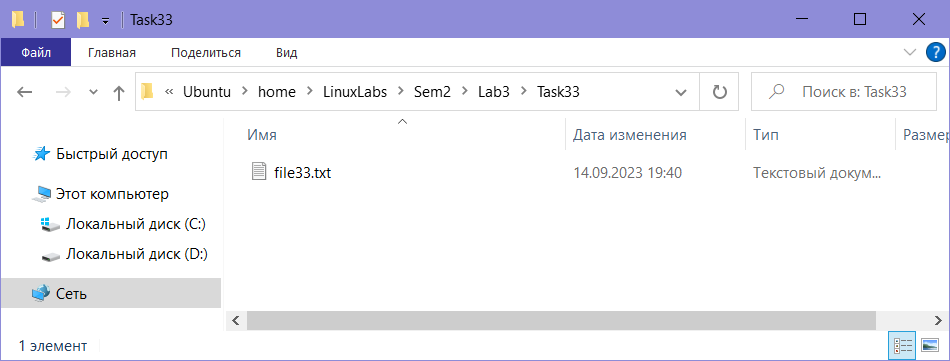 Task33
Файл Главная Поделиться Вид
« Ubuntu > home > LinuxLabs > Sem2 > Lab3 > Task33 Поиск в: Task33
Имя Дата изменения Тип Размер
Быстрый доступ
file33.txt 14.09.2023 19:40 Текстовый докум...
Этот компьютер
Локальный диск (C:)
Локальный диск (D:)
Сеть
1 элемент